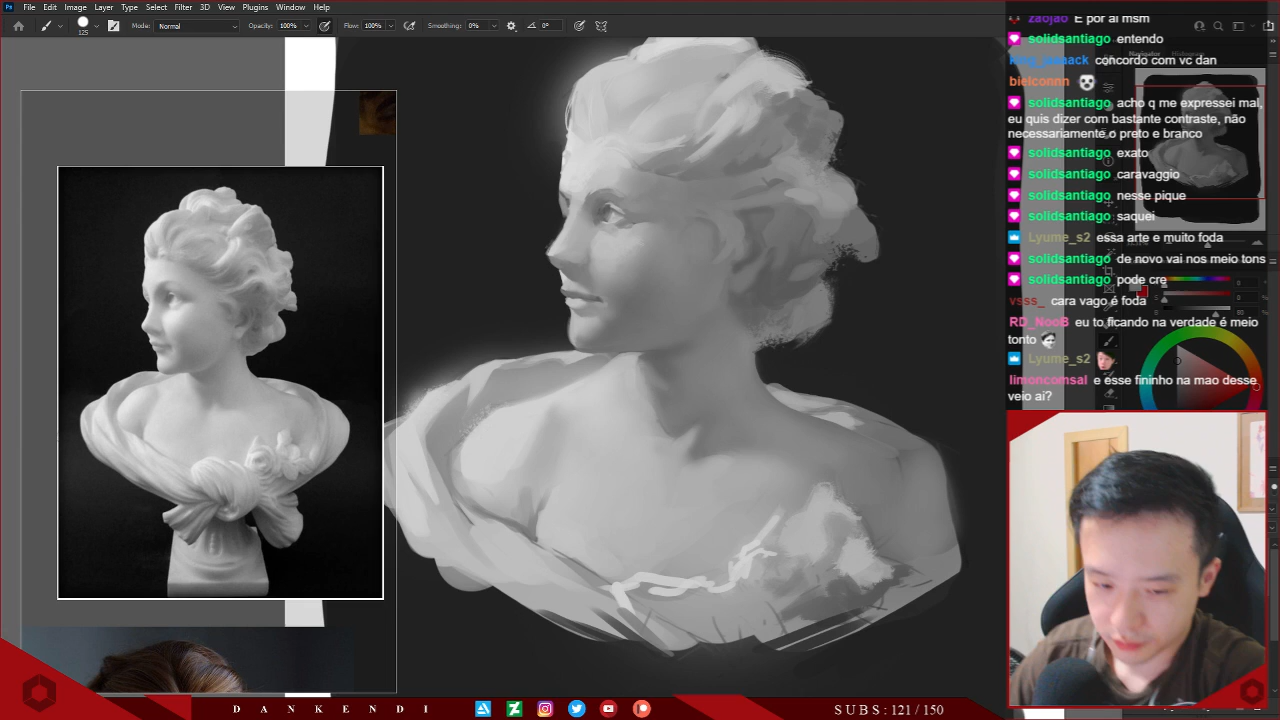 Ps File Edit Image Layer Type Select Filter 3D View Plugins Window Help
125 Mode: Normal Opacity: 100% Flow: 100% Smoothing: 0% 0°
zaojao E por ai msm
solidsantiago entendo
concordo com vc dan
bielconnn
solidsantiago acho q me expressei mal,
eu quis dizer com bastante contraste, não
necessariamente o preto e branco
solidsantiago exato
solidsantiago caravaggio
solidsantiago nesse pique
solidsantiago saquei
Lyume_s2 essa arte e muito foda
solidsantiago de novo vai nos meio tons
solidsantiago pode cre
vsss_ cara vago é foda
RD_NooB eu to ficando na verdade é meio
tonto
Lyume_s2
limoncomsal e esse fininho na mao desse
veio ai?
DANKENDI
SUBS: 121 / 150